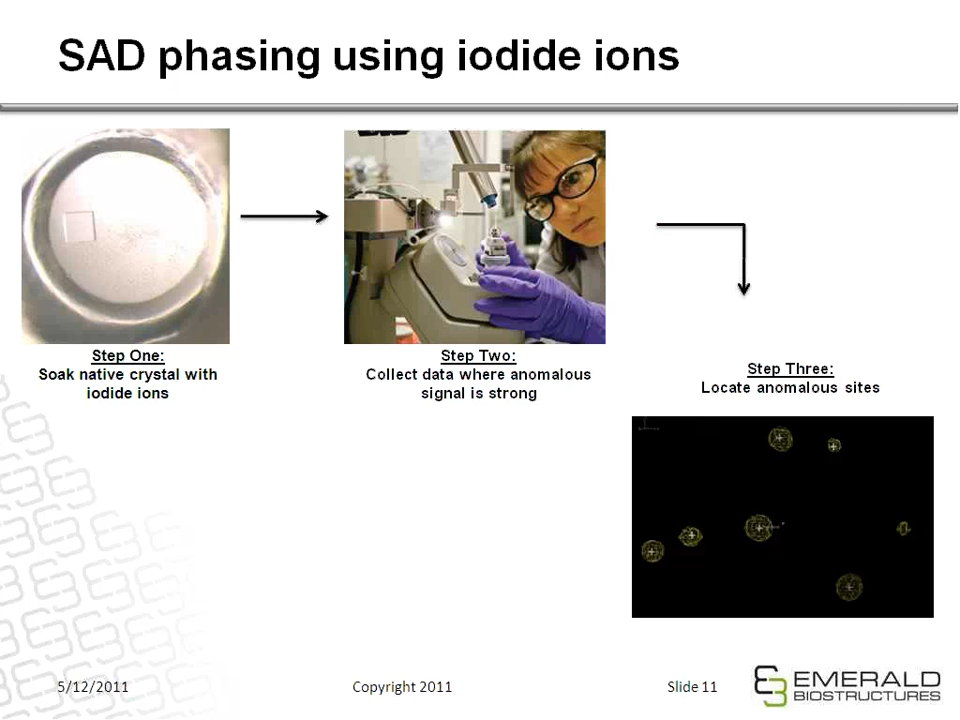 SAD phasing using iodide ions
Step One:
Soak native crystal with
iodide ions
Step Two:
Collect data where anomalous
signal is strong
Step Three:
Locate anomalous sites
5/12/2011
Copyright 2011
Slide 11
EMERALD
BIOSTRUCTURES